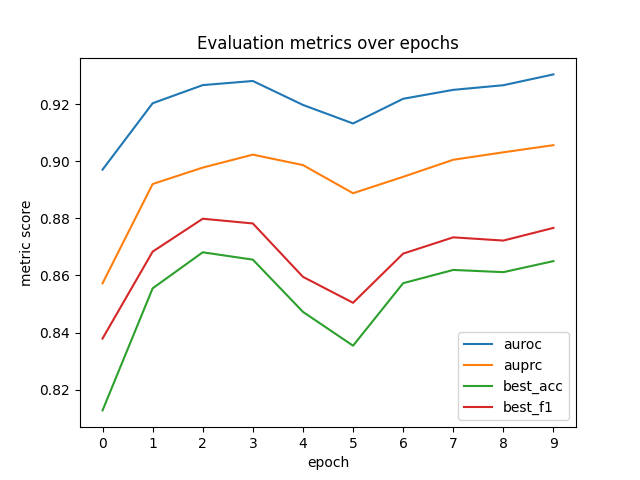 Evaluation metrics over epochs
metric score
0.92
0.90
0.88
0.86
0.84
0.82
auroc
auprc
best_acc
best_f1
0 1 2 3 4 5 6 7 8 9
epoch